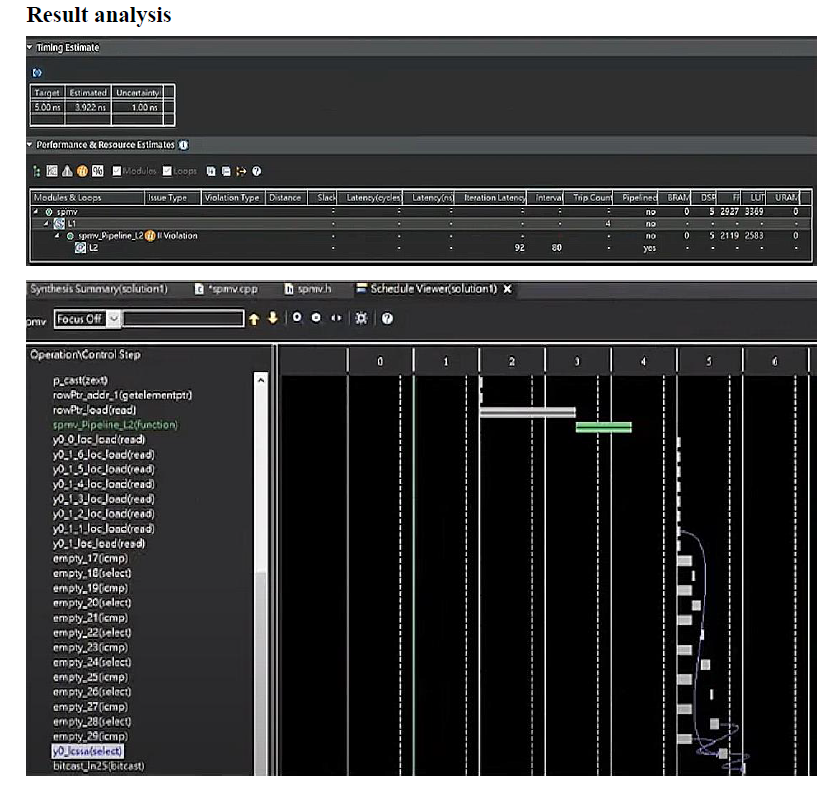 Result analysis
Timing Estimate
Target Estimated Uncertainty
5.00 ns 3.922 ns 1.00 ns
Performance & Resource Estimates
Modules Loops
Modules & Loops Issue Type Violation Type Distance Slack Latency(cycles) Latency(ns) Iteration Latency Interval Trip Count Pipelined BRAM DSP FF LUT URAM
spmv - - - - - - no 0 5 2927 3369 0
L1 - - - - - - 4 no - - - - -
spmv_Pipeline_L2 II Violation - - - - - - no 0 5 2119 2583 0
L2 - - - - 92 80 - yes - - - - -
Synthesis Summary(solution1) *spmv.cpp spmv.h Schedule Viewer(solution1)
pmv Focus Off
Operation\Control Step 0 1 2 3 4 5 6
p_cast(zext)
rowPtr_addr_1(getelementptr)
rowPtr_load(read)
spmv_Pipeline_L2(function)
y0_0_loc_load(read)
y0_1_6_loc_load(read)
y0_1_5_loc_load(read)
y0_1_4_loc_load(read)
y0_1_3_loc_load(read)
y0_1_2_loc_load(read)
y0_1_1_loc_load(read)
y0_1_loc_load(read)
empty_17(icmp)
empty_18(select)
empty_19(icmp)
empty_20(select)
empty_21(icmp)
empty_22(select)
empty_23(icmp)
empty_24(select)
empty_25(icmp)
empty_26(select)
empty_27(icmp)
empty_28(select)
empty_29(icmp)
y0_lcssa(select)
bitcast_ln25(bitcast)